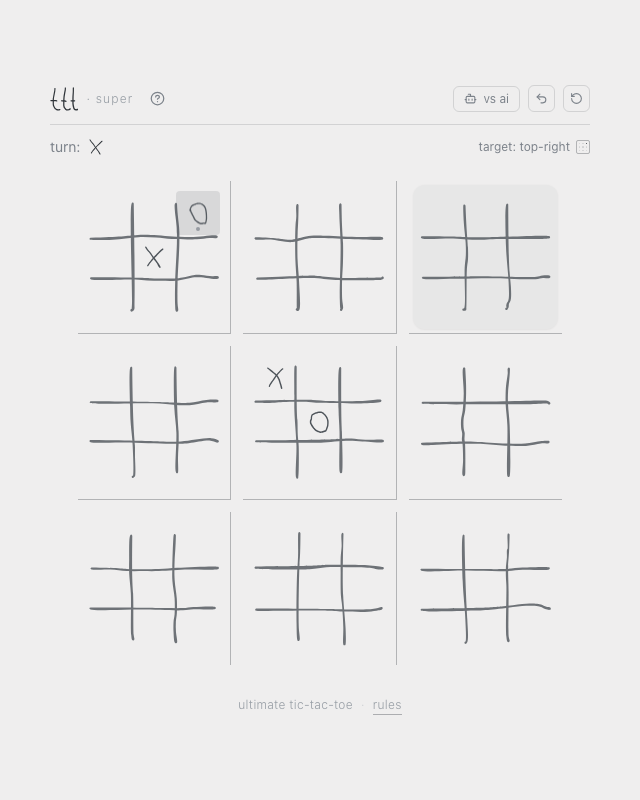 ttt · super
vs ai
turn: X
target: top-right
O
X
X
O
ultimate tic-tac-toe · rules